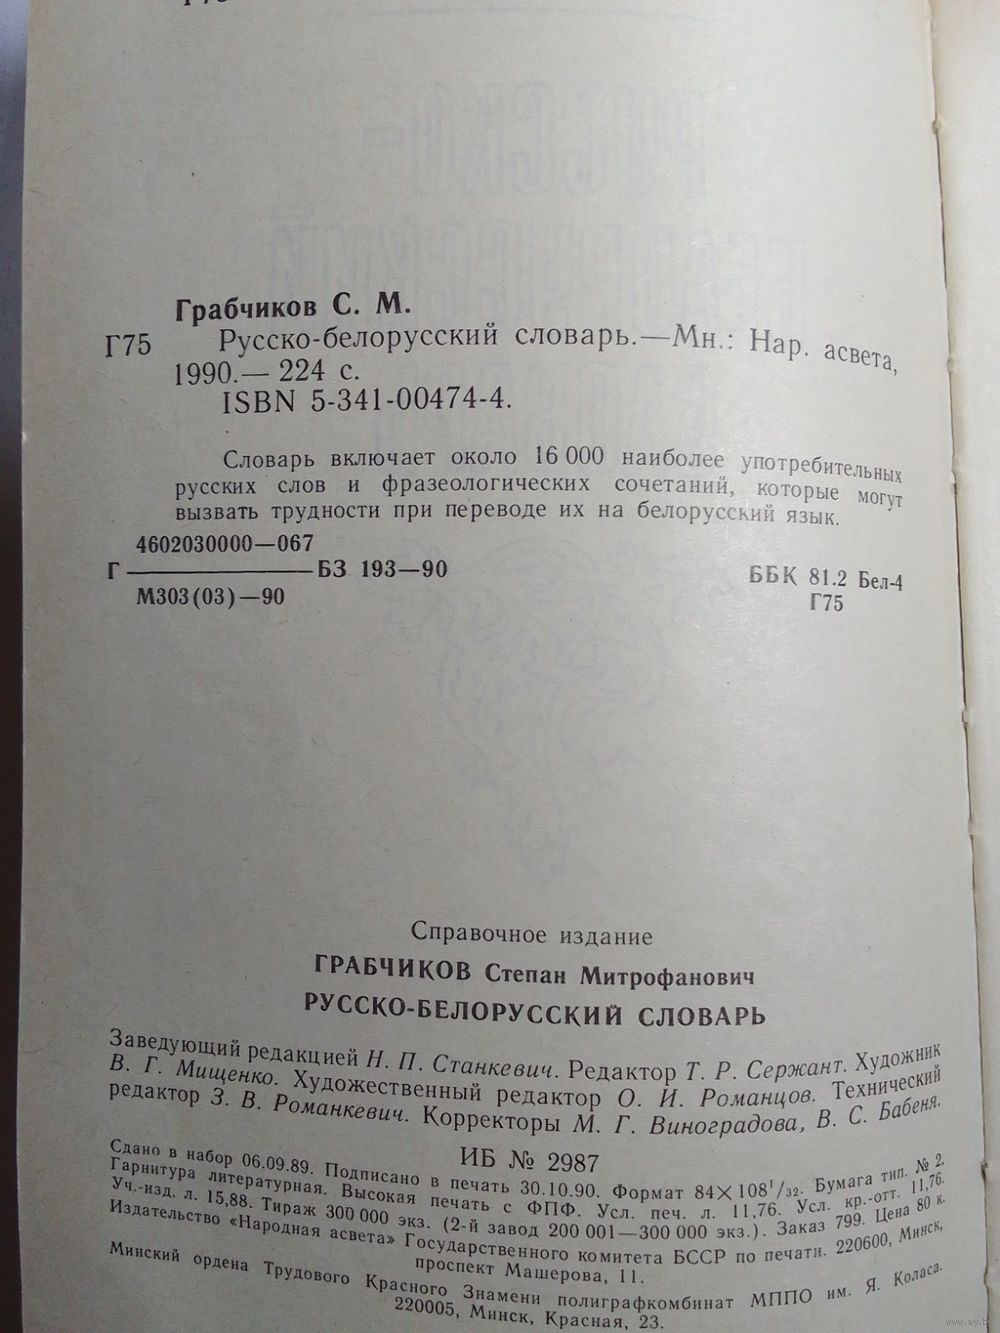 Грабчиков С. М.
Г75 Русско-белорусский словарь.—Мн.: Нар. асвета,
1990.— 224 с.
ISBN 5-341-00474-4.
Словарь включает около 16 000 наиболее употребительных
русских слов и фразеологических сочетаний, которые могут
вызвать трудности при переводе их на белорусский язык.
4602030000—067
Г ————— БЗ 193—90
М303(03)—90
ББК 81.2 Бел-4
Г75
Справочное издание
ГРАБЧИКОВ Степан Митрофанович
РУССКО-БЕЛОРУССКИЙ СЛОВАРЬ
Заведующий редакцией Н. П. Станкевич. Редактор Т. Р. Сержант. Художник
В. Г. Мищенко. Художественный редактор О. И. Романцов. Технический
редактор З. В. Романкевич. Корректоры М. Г. Виноградова, В. С. Бабеня.
ИБ № 2987
Сдано в набор 06.09.89. Подписано в печать 30.10.90. Формат 84×108¹/₃₂. Бумага тип. № 2.
Гарнитура литературная. Высокая печать с ФПФ. Усл. печ. л. 11,76. Усл. кр.-отт. 11,76.
Уч.-изд. л. 15,88. Тираж 300 000 экз. (2-й завод 200 001—300 000 экз.). Заказ 799. Цена 80 к.
Издательство «Народная асвета» Государственного комитета БССР по печати. 220600, Минск,
проспект Машерова, 11.
Минский ордена Трудового Красного Знамени полиграфкомбинат МППО им. Я. Коласа.
220005, Минск, Красная, 23.